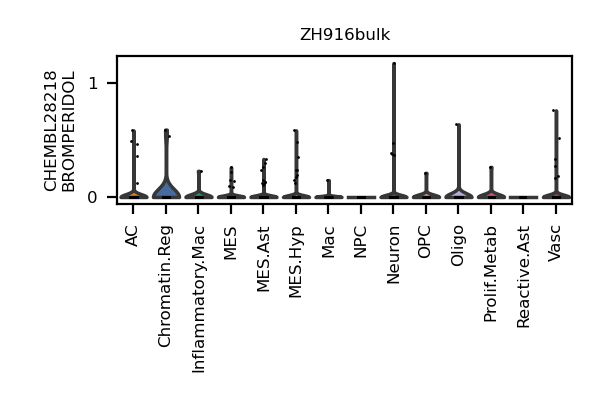 ZH916bulk
CHEMBL28218
BROMPERIDOL
1
0
AC
Chromatin.Reg
Inflammatory.Mac
MES
MES.Ast
MES.Hyp
Mac
NPC
Neuron
OPC
Oligo
Prolif.Metab
Reactive.Ast
Vasc